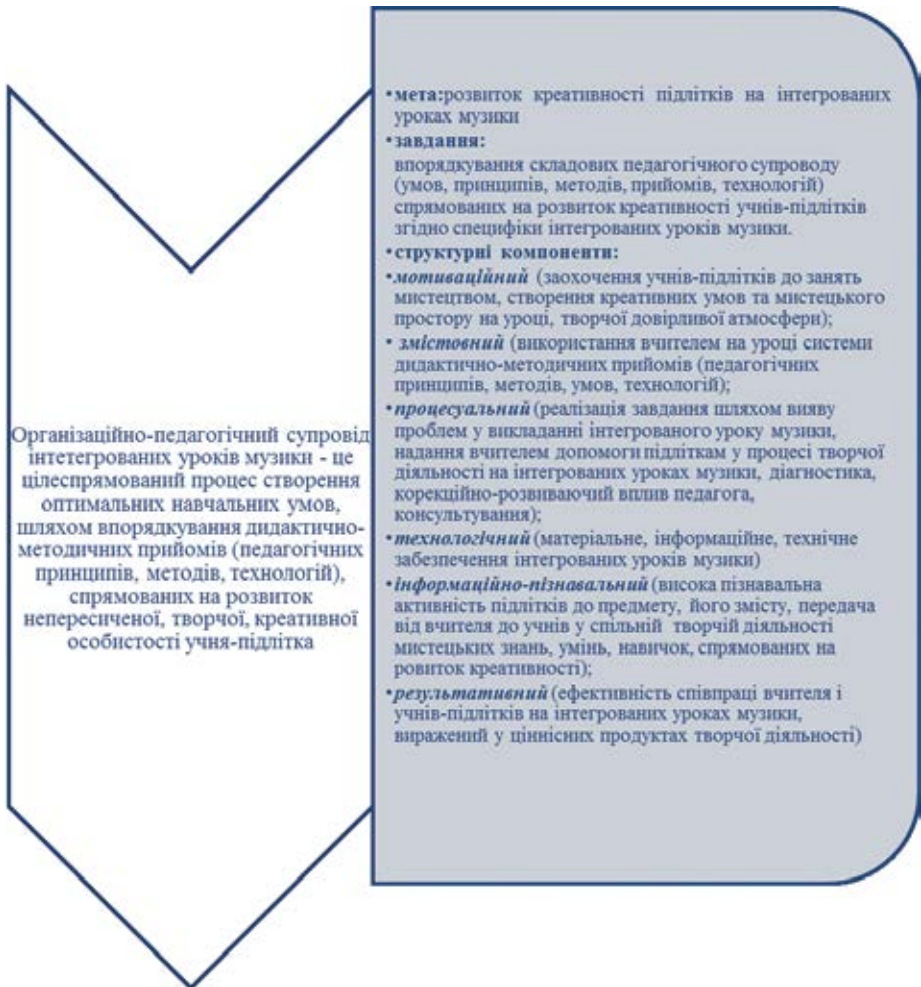 Організаційно-педагогічний супровід
інтетегрованих уроків музики - це
цілеспрямований процес створення
оптимальних навчальних умов,
шляхом впорядкування дидактично-
методичних прийомів (педагогічних
принципів, методів, технологій),
спрямованих на розвиток
непересиченої, творчої, креативної
особистості учня-підлітка
•мета:розвиток креативності підлітків на інтегрованих
уроках музики
•завдання:
впорядкування складових педагогічного супроводу
(умов, принципів, методів, прийомів, технологій)
спрямованих на розвиток креативності учнів-підлітків
згідно специфіки інтегрованих уроків музики.
•структурні компоненти:
•мотиваційний (заохочення учнів-підлітків до занять
мистецтвом, створення креативних умов та мистецького
простору на уроці, творчої довірливої атмосфери);
• змістовний (використання вчителем на уроці системи
дидактично-методичних прийомів (педагогічних
принципів, методів, умов, технологій);
•процесуальний (реалізація завдання шляхом вияву
проблем у викладанні інтегрованого уроку музики,
надання вчителем допомоги підліткам у процесі творчої
діяльності на інтегрованих уроках музики, діагностика,
корекційно-розвиваючий вплив педагога,
консультування);
•технологічний (матеріальне, інформаційне, технічне
забезпечення інтегрованих уроків музики)
•інформаційно-пізнавальний (висока пізнавальна
активність підлітків до предмету, його змісту, передача
від вчителя до учнів у спільній творчій діяльності
мистецьких знань, умінь, навичок, спрямованих на
ровиток креативності);
•результативний (ефективність співпраці вчителя і
учнів-підлітків на інтегрованих уроках музики,
виражений у ціннісних продуктах творчої діяльності)